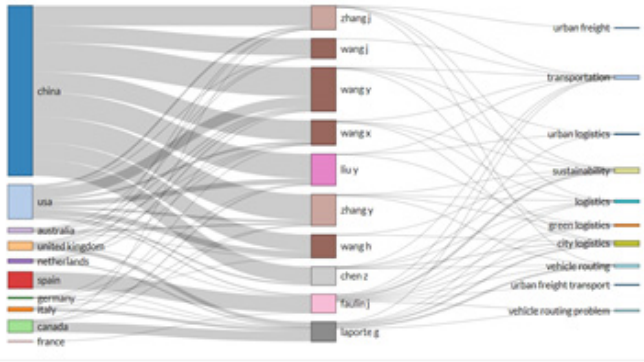 china
usa
australia
united kingdom
netherlands
spain
germany
italy
canada
france
zhang j
wang j
wang y
wang x
liu y
zhang y
wang h
chen z
faulin j
laporte g
urban freight
transportation
urban logistics
sustainability
logistics
green logistics
city logistics
vehicle routing
urban freight transport
vehicle routing problem